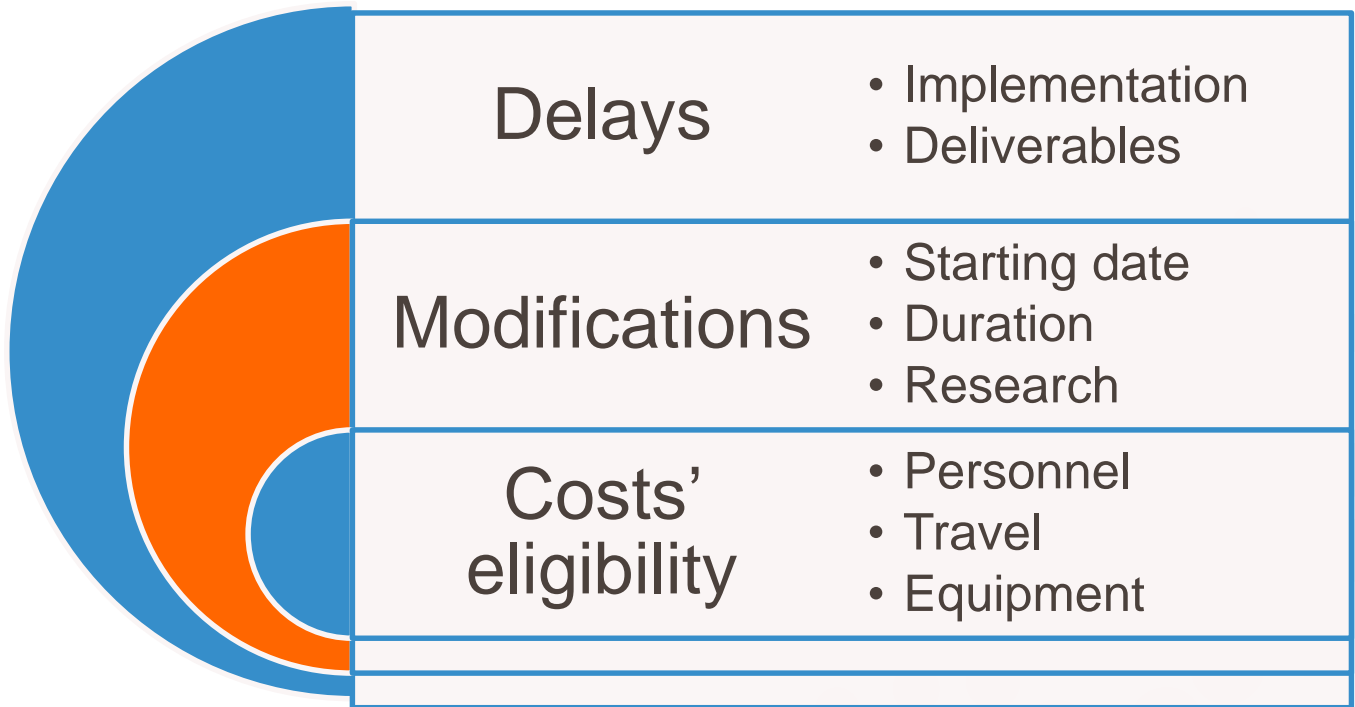 Delays
• Implementation
• Deliverables
Modifications
• Starting date
• Duration
• Research
Costs’
eligibility
• Personnel
• Travel
• Equipment